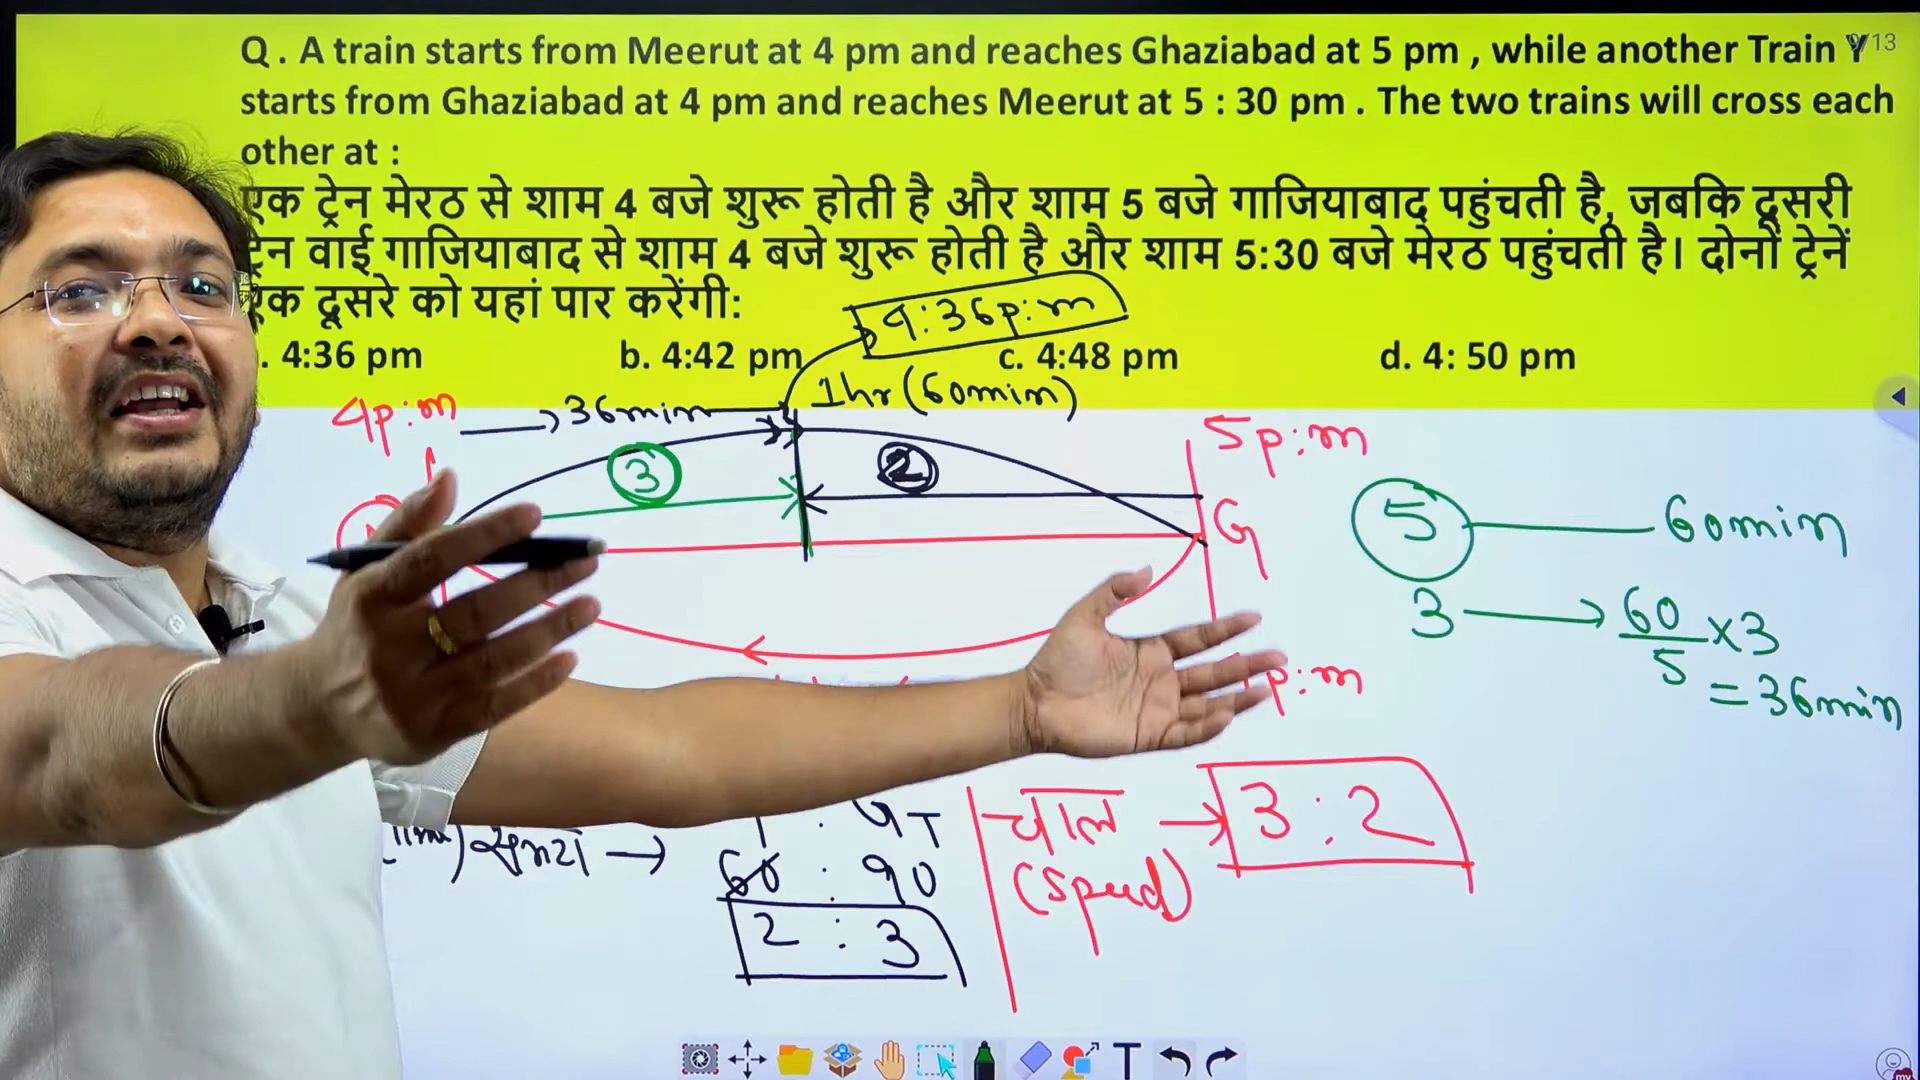 Q. A train starts from Meerut at 4 pm and reaches Ghaziabad at 5 pm , while another Train Y
9/13
starts from Ghaziabad at 4 pm and reaches Meerut at 5 : 30 pm . The two trains will cross each
other at :
एक ट्रेन मेरठ से शाम 4 बजे शुरू होती है और शाम 5 बजे गाजियाबाद पहुंचती है, जबकि दूसरी
ट्रेन वाई गाजियाबाद से शाम 4 बजे शुरू होती है और शाम 5:30 बजे मेरठ पहुंचती है। दोनों ट्रेनें
एक दूसरे को यहां पार करेंगी:
4:36 pm
. 4:36 pm b. 4:42 pm c. 4:48 pm d. 4: 50 pm
4p:m 36min 1hr (60min) 5p:m
3 2
G
5 60min
3 60/5 ×3
= 36min
p:m
(Time) समय → 60 : 90
2 : 3
चाल → 3 : 2
(Speed)